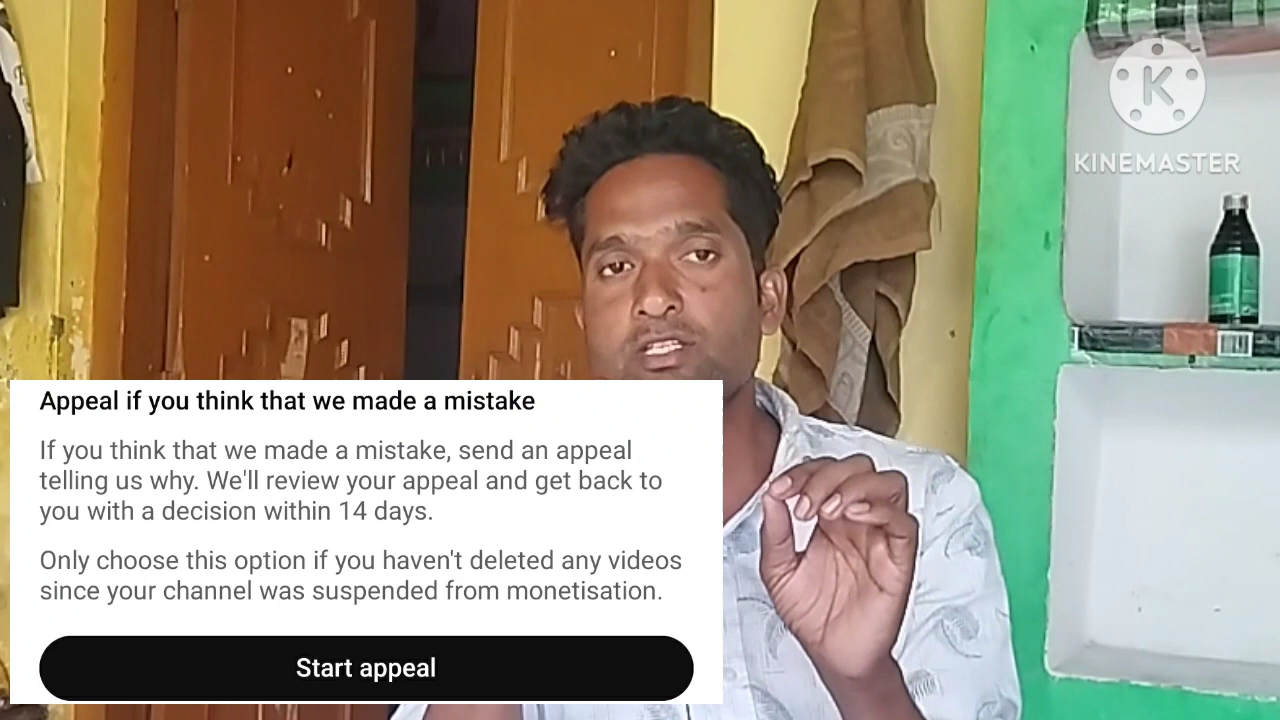 K
KINEMASTER
Appeal if you think that we made a mistake
If you think that we made a mistake, send an appeal
telling us why. We'll review your appeal and get back to
you with a decision within 14 days.
Only choose this option if you haven't deleted any videos
since your channel was suspended from monetisation.
Start appeal